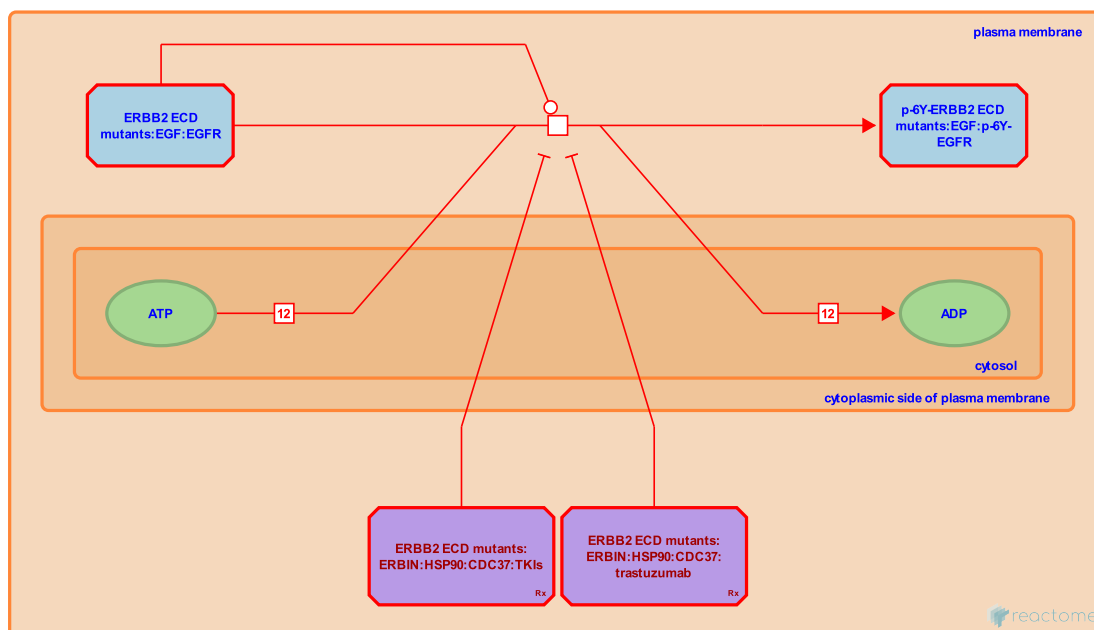 plasma membrane
ERBB2 ECD
mutants:EGF:EGFR
p-6Y-ERBB2 ECD
mutants:EGF:p-6Y-
EGFR
ATP
12
12
ADP
cytosol
cytoplasmic side of plasma membrane
ERBB2 ECD mutants:
ERBIN:HSP90:CDC37:TKIs
Rx
ERBB2 ECD mutants:
ERBIN:HSP90:CDC37:
trastuzumab
Rx
reactome